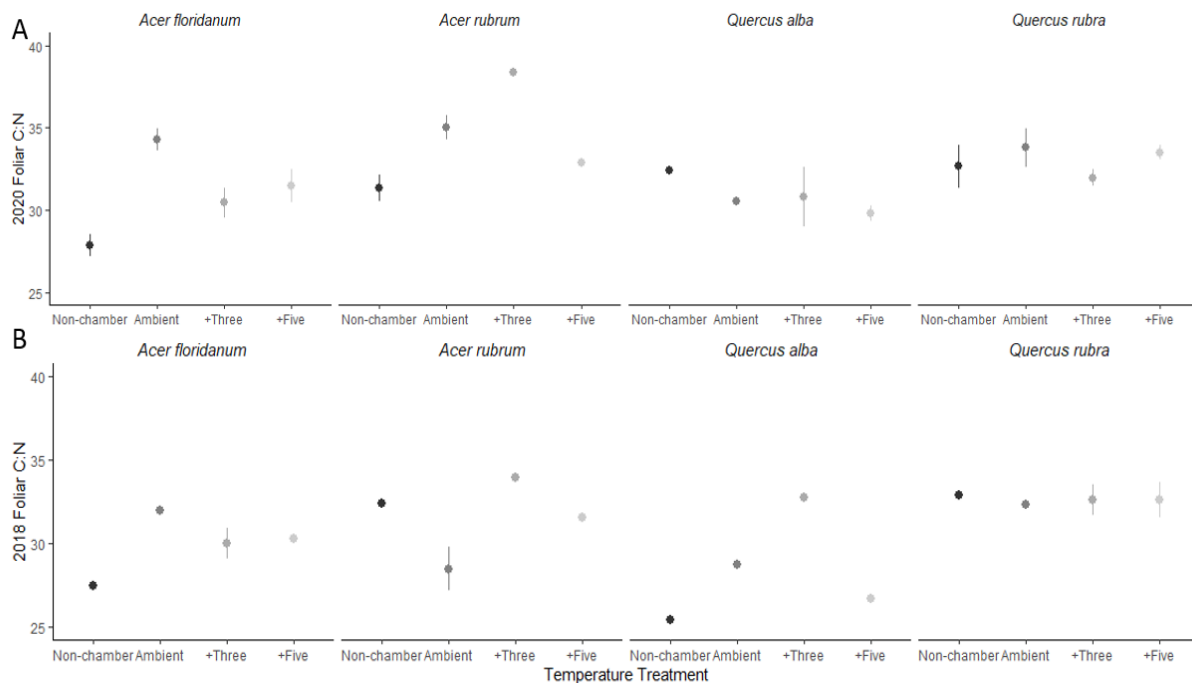 A
Acer floridanum Acer rubrum Quercus alba Quercus rubra
2020 Foliar C:N
40
35
30
25
Non-chamber Ambient +Three +Five Non-chamber Ambient +Three +Five Non-chamber Ambient +Three +Five Non-chamber Ambient +Three +Five
B
Acer floridanum Acer rubrum Quercus alba Quercus rubra
2018 Foliar C:N
40
35
30
25
Non-chamber Ambient +Three +Five Non-chamber Ambient +Three +Five Non-chamber Ambient +Three +Five Non-chamber Ambient +Three +Five
Temperature Treatment